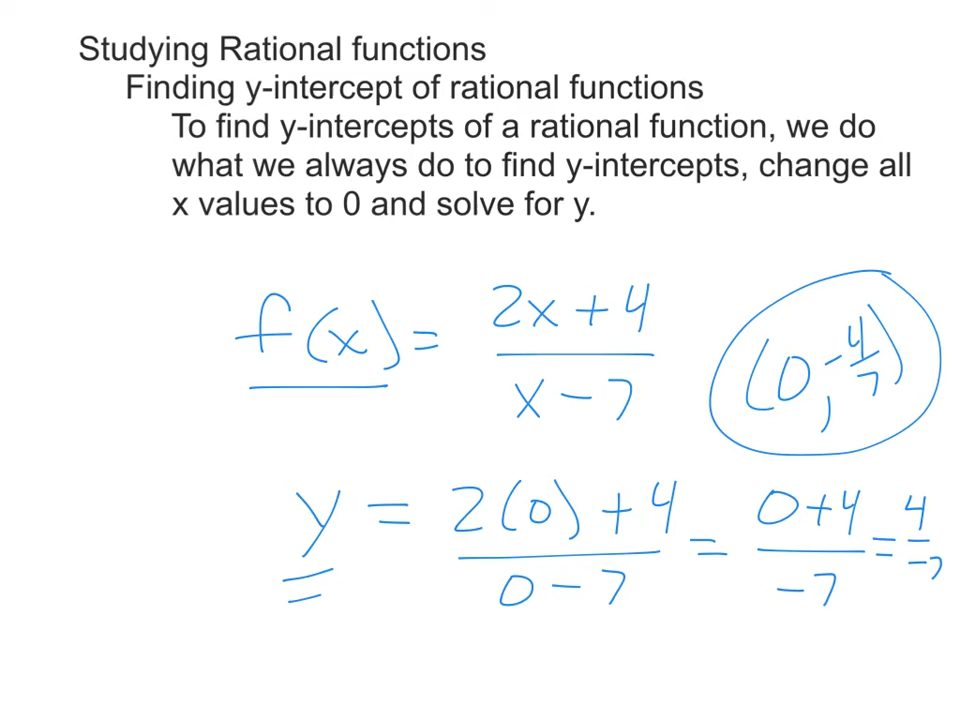 Studying Rational functions
Finding y-intercept of rational functions
To find y-intercepts of a rational function, we do
what we always do to find y-intercepts, change all
x values to 0 and solve for y.
f(x) = (2x + 4)/(x - 7) (0, -4/7)
y = (2(0) + 4)/(0 - 7) = (0 + 4)/(-7) = 4/-7